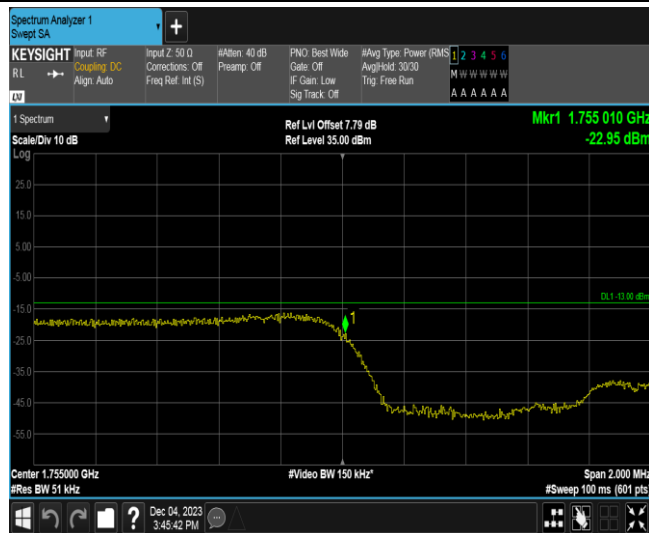 Spectrum Analyzer 1
Swept SA
+
KEYSIGHT
RL
Input: RF
Coupling: DC
Align: Auto
Input Z: 50 Ω
Corrections: Off
Freq Ref: Int (S)
#Atten: 40 dB
Preamp: Off
PNO: Best Wide
Gate: Off
IF Gain: Low
Sig Track: Off
#Avg Type: Power (RMS
Avg|Hold: 30/30
Trig: Free Run
1 2 3 4 5 6
M W W W W W
A A A A A A
1 Spectrum
Scale/Div 10 dB
Log
Ref Lvl Offset 7.79 dB
Ref Level 35.00 dBm
Mkr1 1.755 010 GHz
-22.95 dBm
25.0
15.0
5.00
-5.00
DL1 -13.00 dBm
-15.0
1
-25.0
-35.0
-45.0
-55.0
Center 1.755000 GHz
#Video BW 150 kHz*
Span 2.000 MHz
#Res BW 51 kHz
#Sweep 100 ms (601 pts)
?
Dec 04, 2023
3:45:42 PM